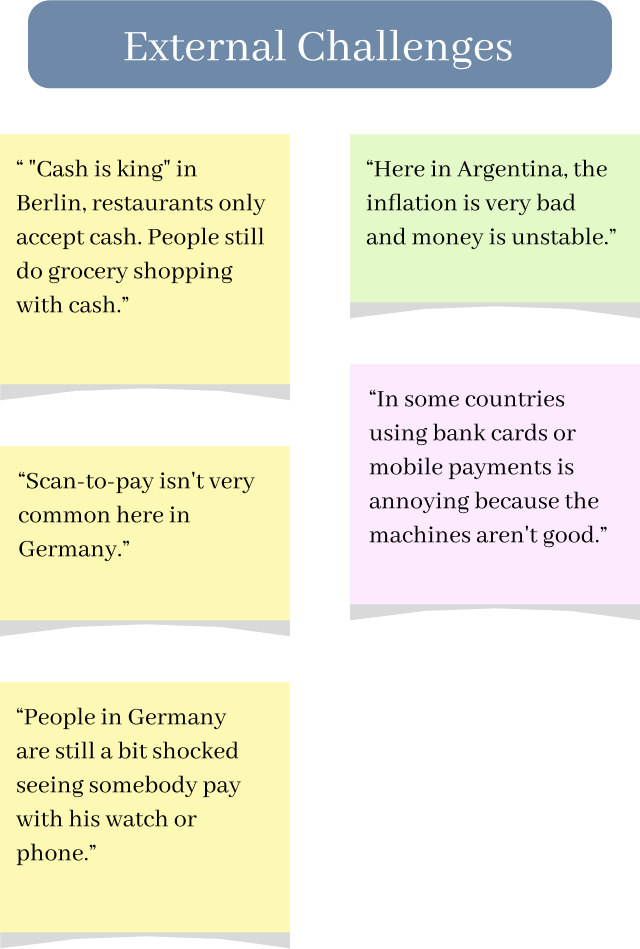 External Challenges
“ "Cash is king" in
Berlin, restaurants only
accept cash. People still
do grocery shopping
with cash.”
“Scan-to-pay isn't very
common here in
Germany.”
“People in Germany
are still a bit shocked
seeing somebody pay
with his watch or
phone.”
“Here in Argentina, the
inflation is very bad
and money is unstable.”
“In some countries
using bank cards or
mobile payments is
annoying because the
machines aren't good.”